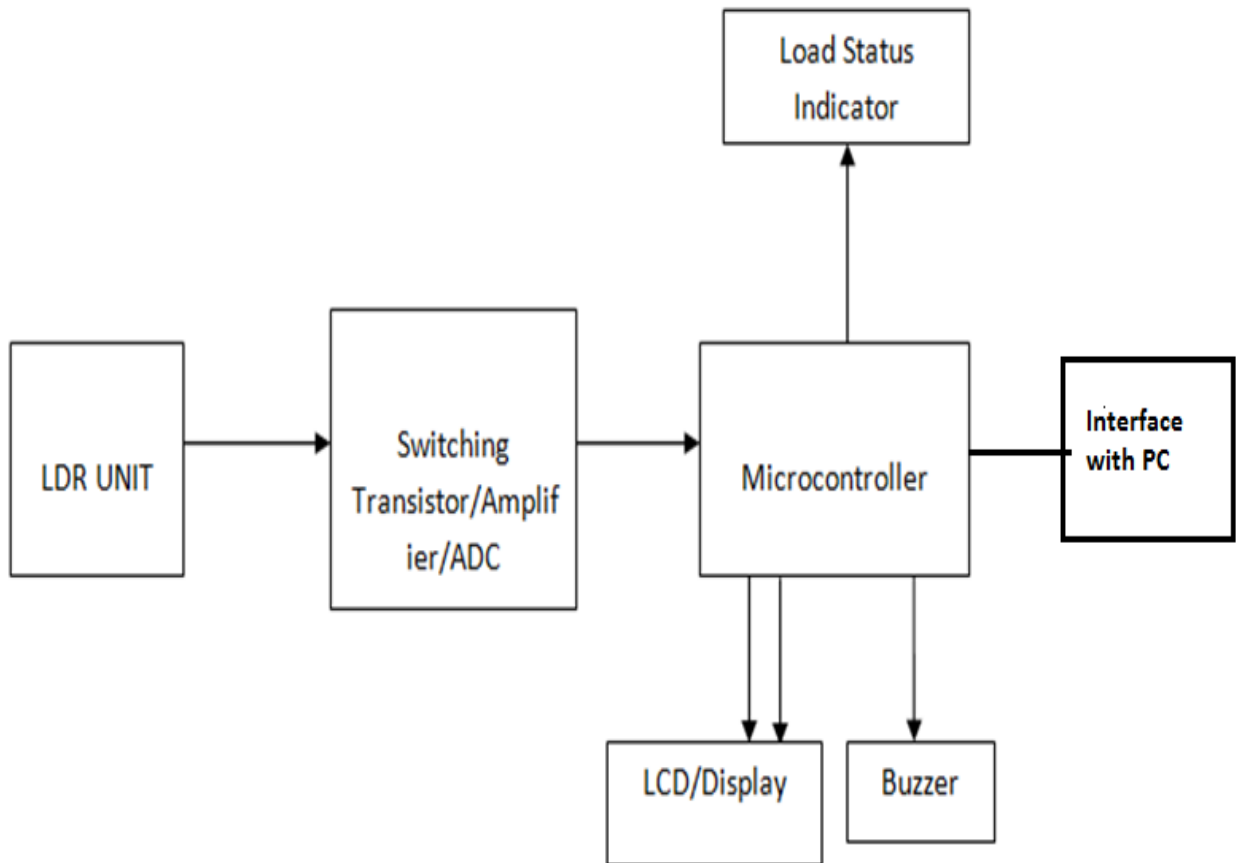 Load Status
Indicator
LDR UNIT
Switching
Transistor/Amplif
ier/ADC
Microcontroller
Interface
with PC
LCD/Display
Buzzer